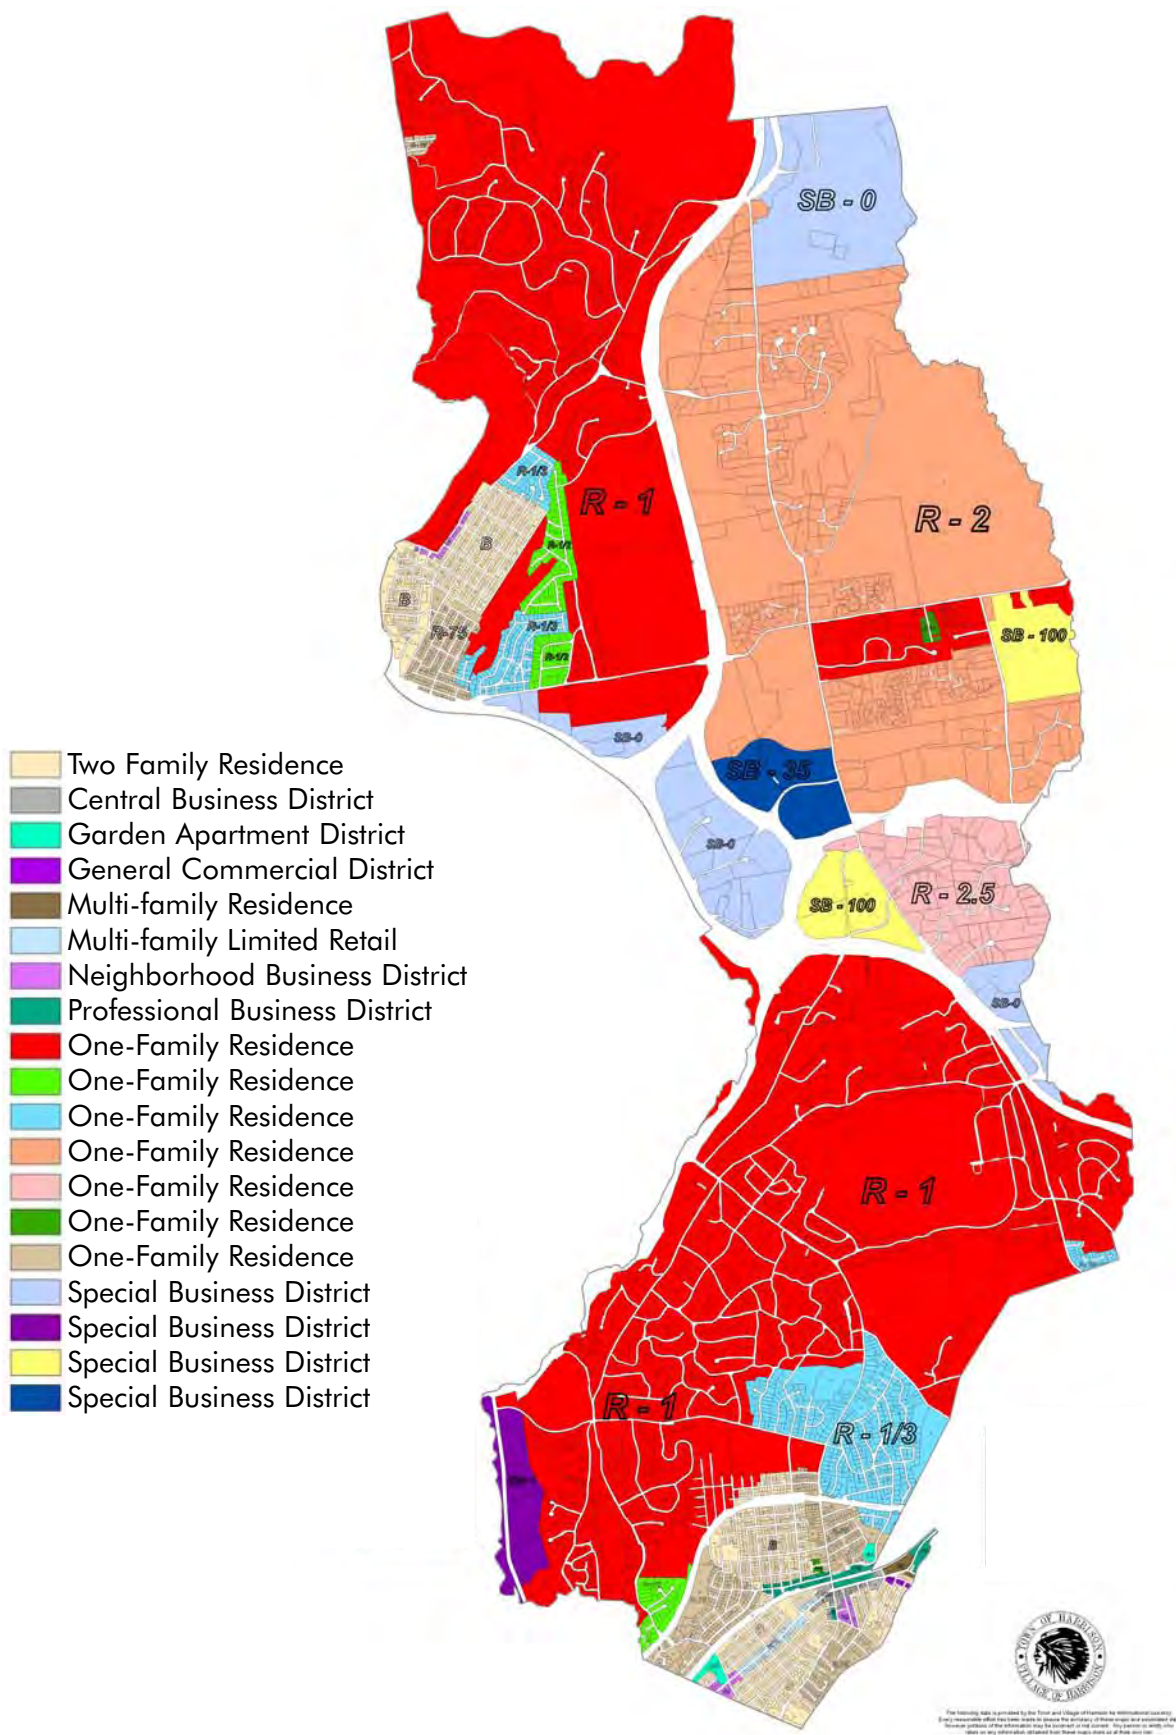 SB - 0
R-1/3
R - 1
R - 2
B
R-1/2
B
R-75
R-1/3
SB - 100
R-1/2
SB-0
SB - 35
SB-0
R - 2.5
SB - 100
SB-0
R - 1
R - 1
R - 1/3
B
Two Family Residence
Central Business District
Garden Apartment District
General Commercial District
Multi-family Residence
Multi-family Limited Retail
Neighborhood Business District
Professional Business District
One-Family Residence
One-Family Residence
One-Family Residence
One-Family Residence
One-Family Residence
One-Family Residence
One-Family Residence
Special Business District
Special Business District
Special Business District
Special Business District
TOWN OF HARRISON
VILLAGE OF HARRISON